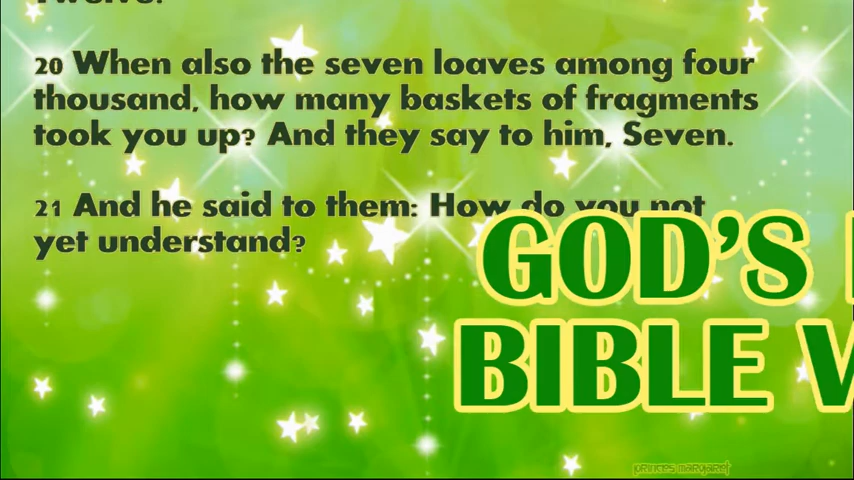 Twelve.
20 When also the seven loaves among four
thousand, how many baskets of fragments
took you up? And they say to him, Seven.
21 And he said to them: How do you not
yet understand?
GOD'S
BIBLE